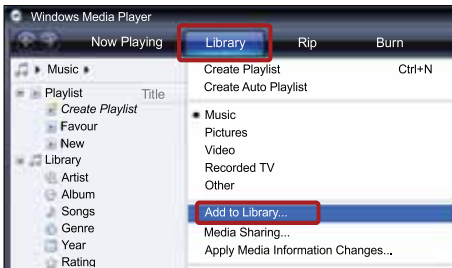 Windows Media Player
Now Playing Library Rip Burn
Music
Playlist Title
Create Playlist
Favour
New
Library
Artist
Album
Songs
Genre
Year
Rating
Create Playlist Ctrl+N
Create Auto Playlist
Music
Pictures
Video
Recorded TV
Other
Add to Library...
Media Sharing...
Apply Media Information Changes...